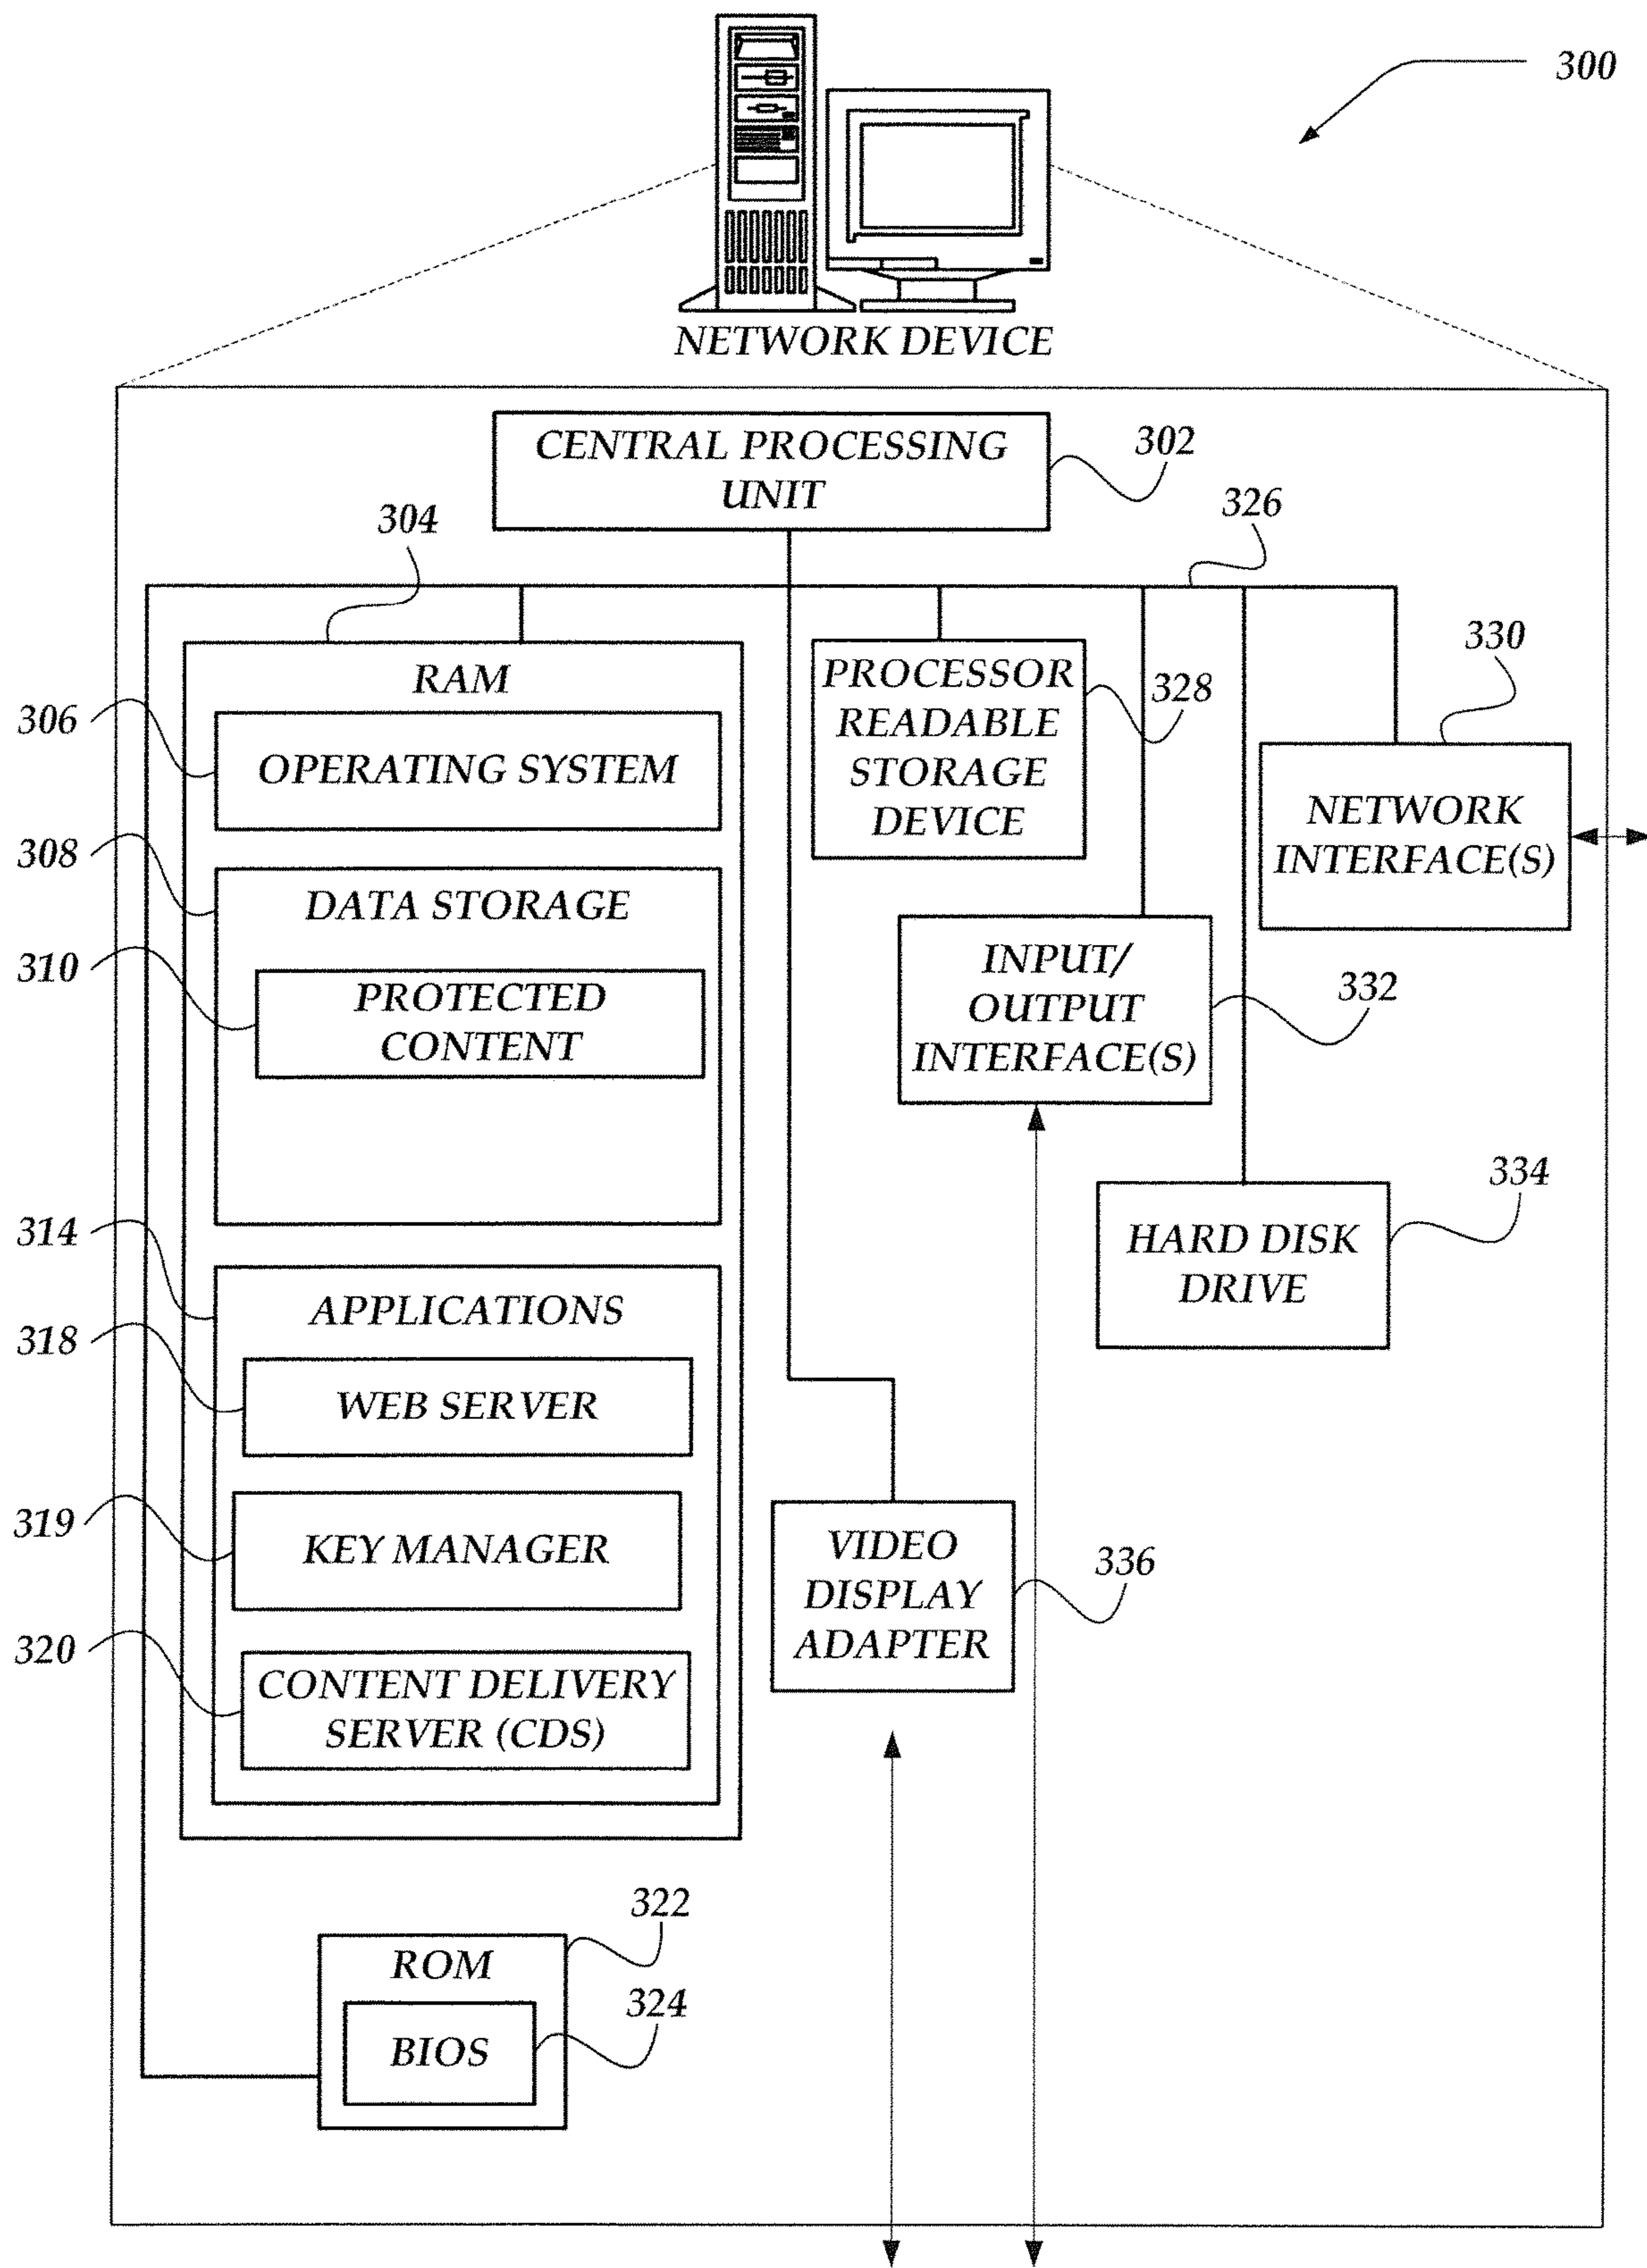 300
NETWORK DEVICE
CENTRAL PROCESSING
UNIT
302
326
304
RAM
306
OPERATING SYSTEM
308
DATA STORAGE
310
PROTECTED
CONTENT
314
APPLICATIONS
318
WEB SERVER
319
KEY MANAGER
320
CONTENT DELIVERY
SERVER (CDS)
PROCESSOR
READABLE
STORAGE
DEVICE
328
330
NETWORK
INTERFACE(S)
INPUT/
OUTPUT
INTERFACE(S)
332
334
HARD DISK
DRIVE
VIDEO
DISPLAY
ADAPTER
336
322
ROM
324
BIOS